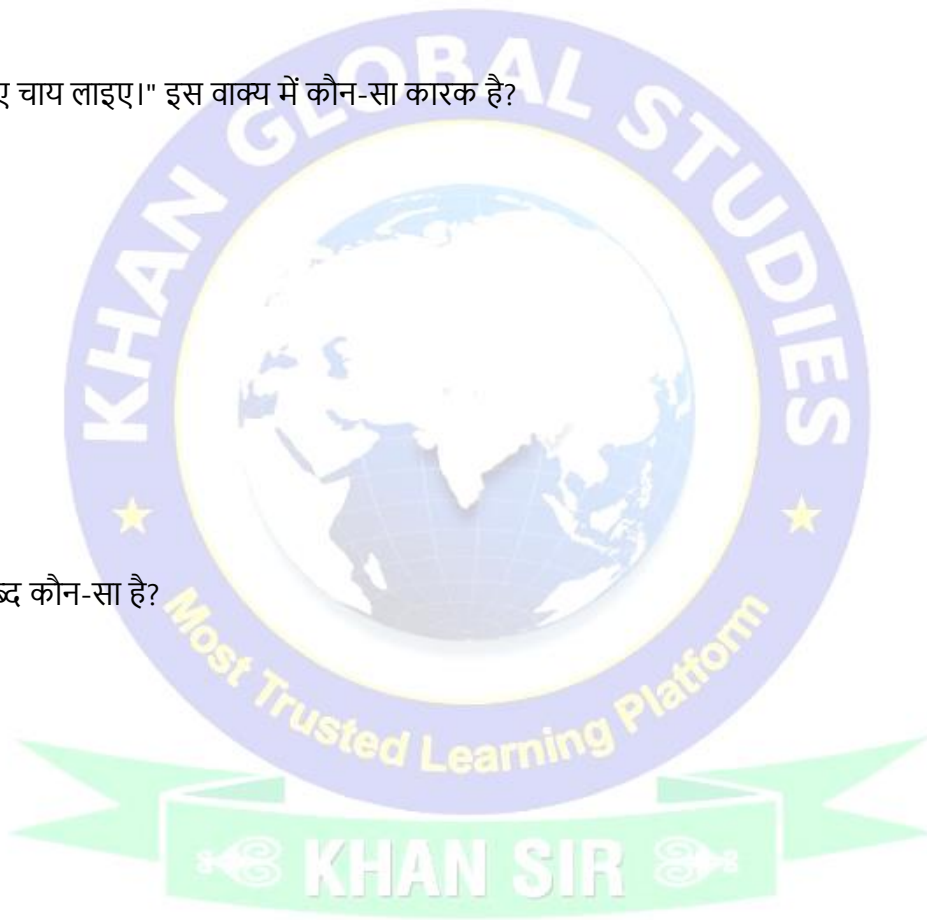 ए चाय लाइए।" इस वाक्य में कौन-सा कारक है?
KHAN GLOBAL STUDIES
ब्द कौन-सा है?
Most Trusted Learning Platform
KHAN SIR